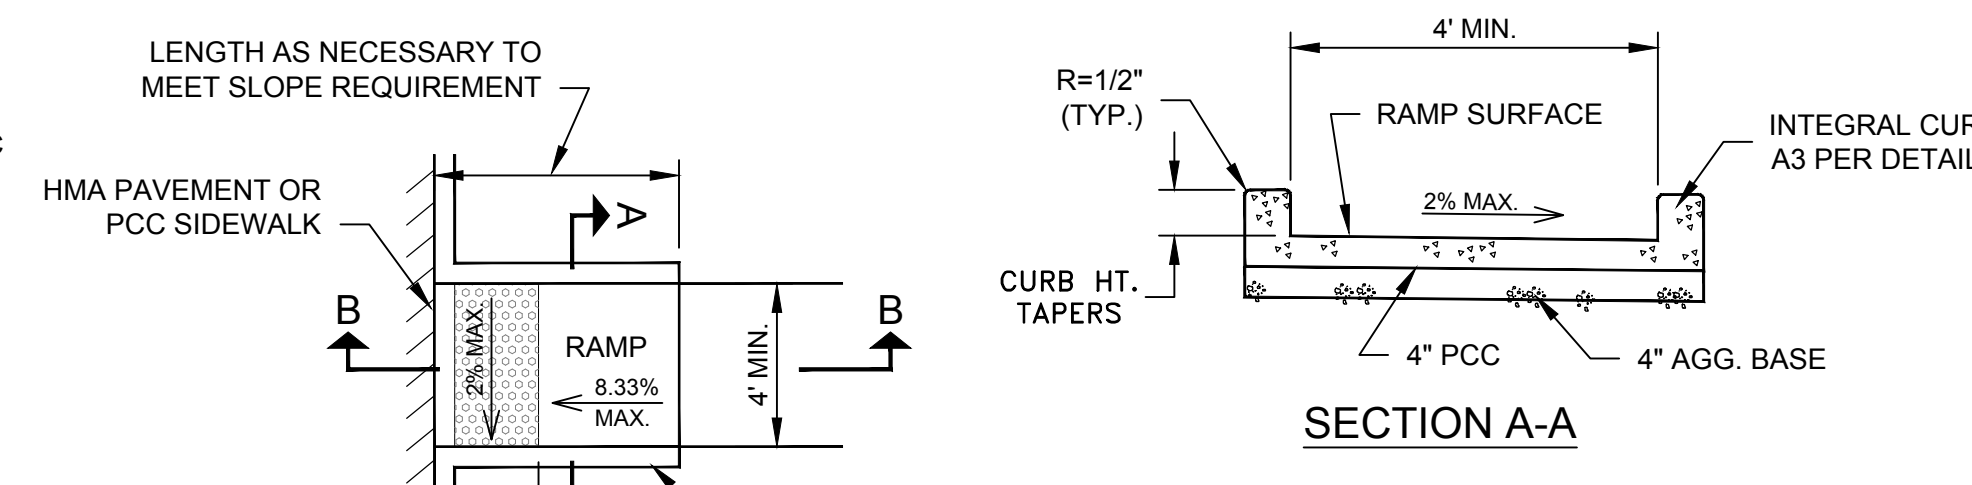 LENGTH AS NECESSARY TO
MEET SLOPE REQUIREMENT
HMA PAVEMENT OR
PCC SIDEWALK
A
B
B
2% MAX.
RAMP
8.33%
MAX.
4' MIN.
4' MIN.
R=1/2"
(TYP.)
RAMP SURFACE
INTEGRAL CUR
A3 PER DETAIL
2% MAX.
CURB HT.
TAPERS
4" PCC
4" AGG. BASE
SECTION A-A